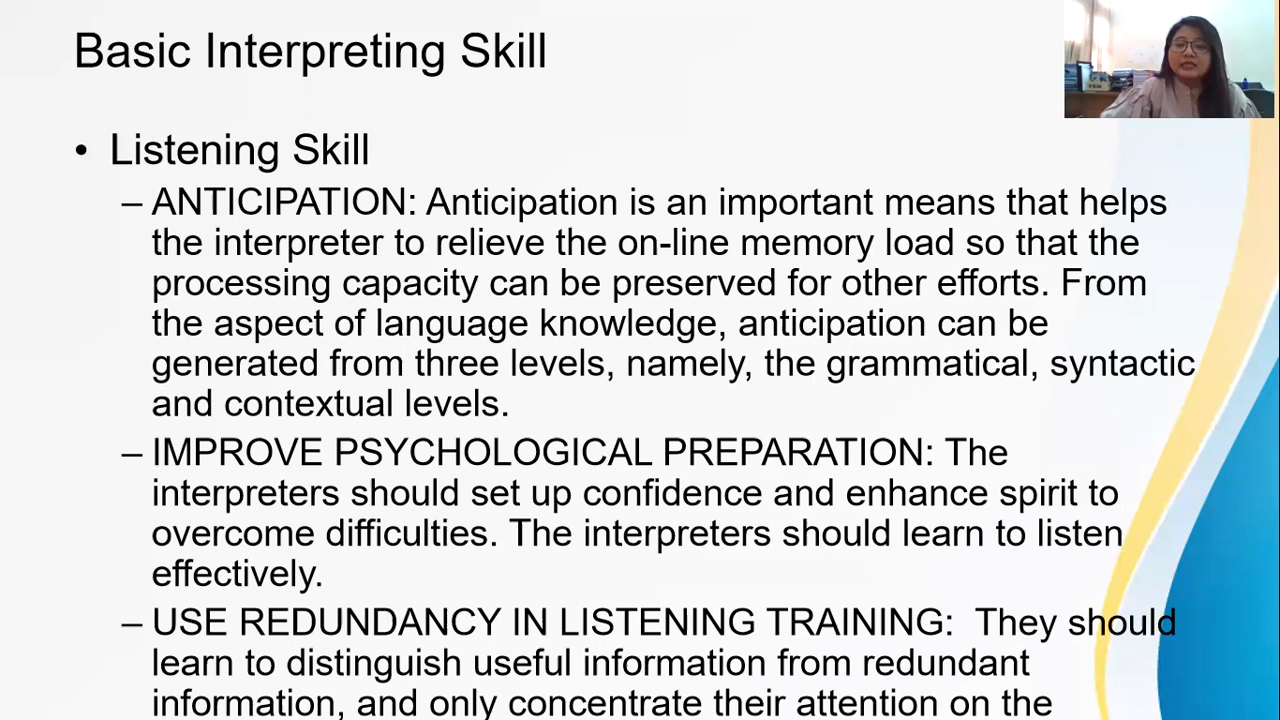 Basic Interpreting Skill
• Listening Skill
– ANTICIPATION: Anticipation is an important means that helps
the interpreter to relieve the on-line memory load so that the
processing capacity can be preserved for other efforts. From
the aspect of language knowledge, anticipation can be
generated from three levels, namely, the grammatical, syntactic
and contextual levels.
– IMPROVE PSYCHOLOGICAL PREPARATION: The
interpreters should set up confidence and enhance spirit to
overcome difficulties. The interpreters should learn to listen
effectively.
– USE REDUNDANCY IN LISTENING TRAINING:  They should
learn to distinguish useful information from redundant
information, and only concentrate their attention on the